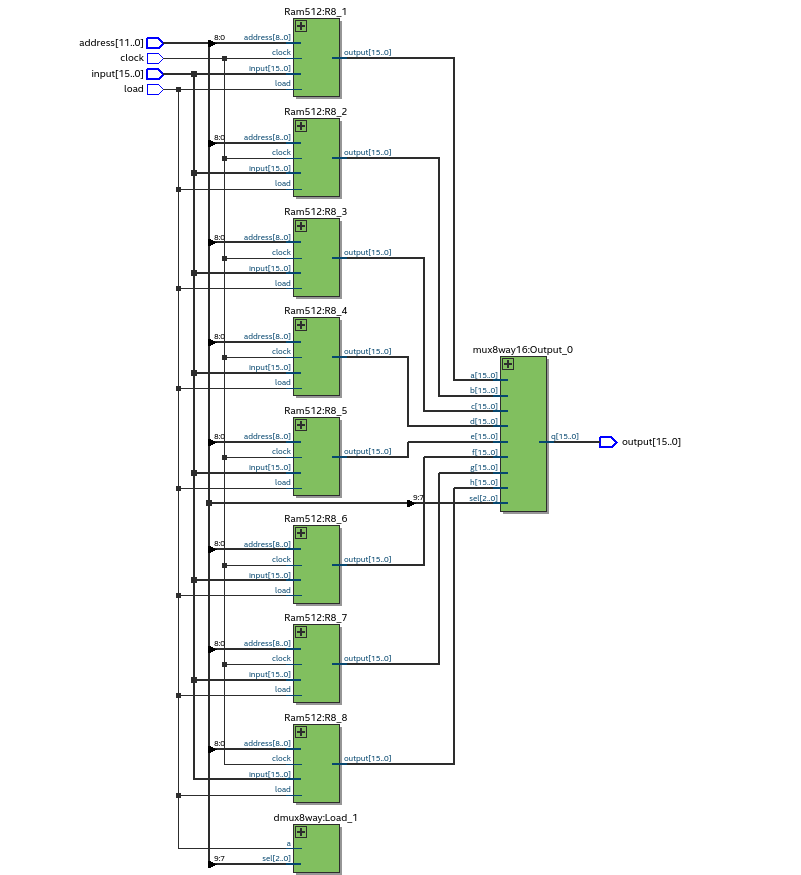 Ram512:R8_1
address[11..0]
8:0
address[8..0]
clock
clock
output[15..0]
input[15..0]
input[15..0]
load
load
Ram512:R8_2
8:0
address[8..0]
clock
output[15..0]
input[15..0]
load
Ram512:R8_3
8:0
address[8..0]
clock
output[15..0]
input[15..0]
load
Ram512:R8_4
8:0
address[8..0]
clock
output[15..0]
input[15..0]
load
mux8way16:Output_0
a[15..0]
b[15..0]
c[15..0]
d[15..0]
e[15..0]
f[15..0]
g[15..0]
h[15..0]
9:7
sel[2..0]
q[15..0]
output[15..0]
Ram512:R8_5
8:0
address[8..0]
clock
output[15..0]
input[15..0]
load
Ram512:R8_6
8:0
address[8..0]
clock
output[15..0]
input[15..0]
load
Ram512:R8_7
8:0
address[8..0]
clock
output[15..0]
input[15..0]
load
Ram512:R8_8
8:0
address[8..0]
clock
output[15..0]
input[15..0]
load
dmux8way:Load_1
a
9:7
sel[2..0]